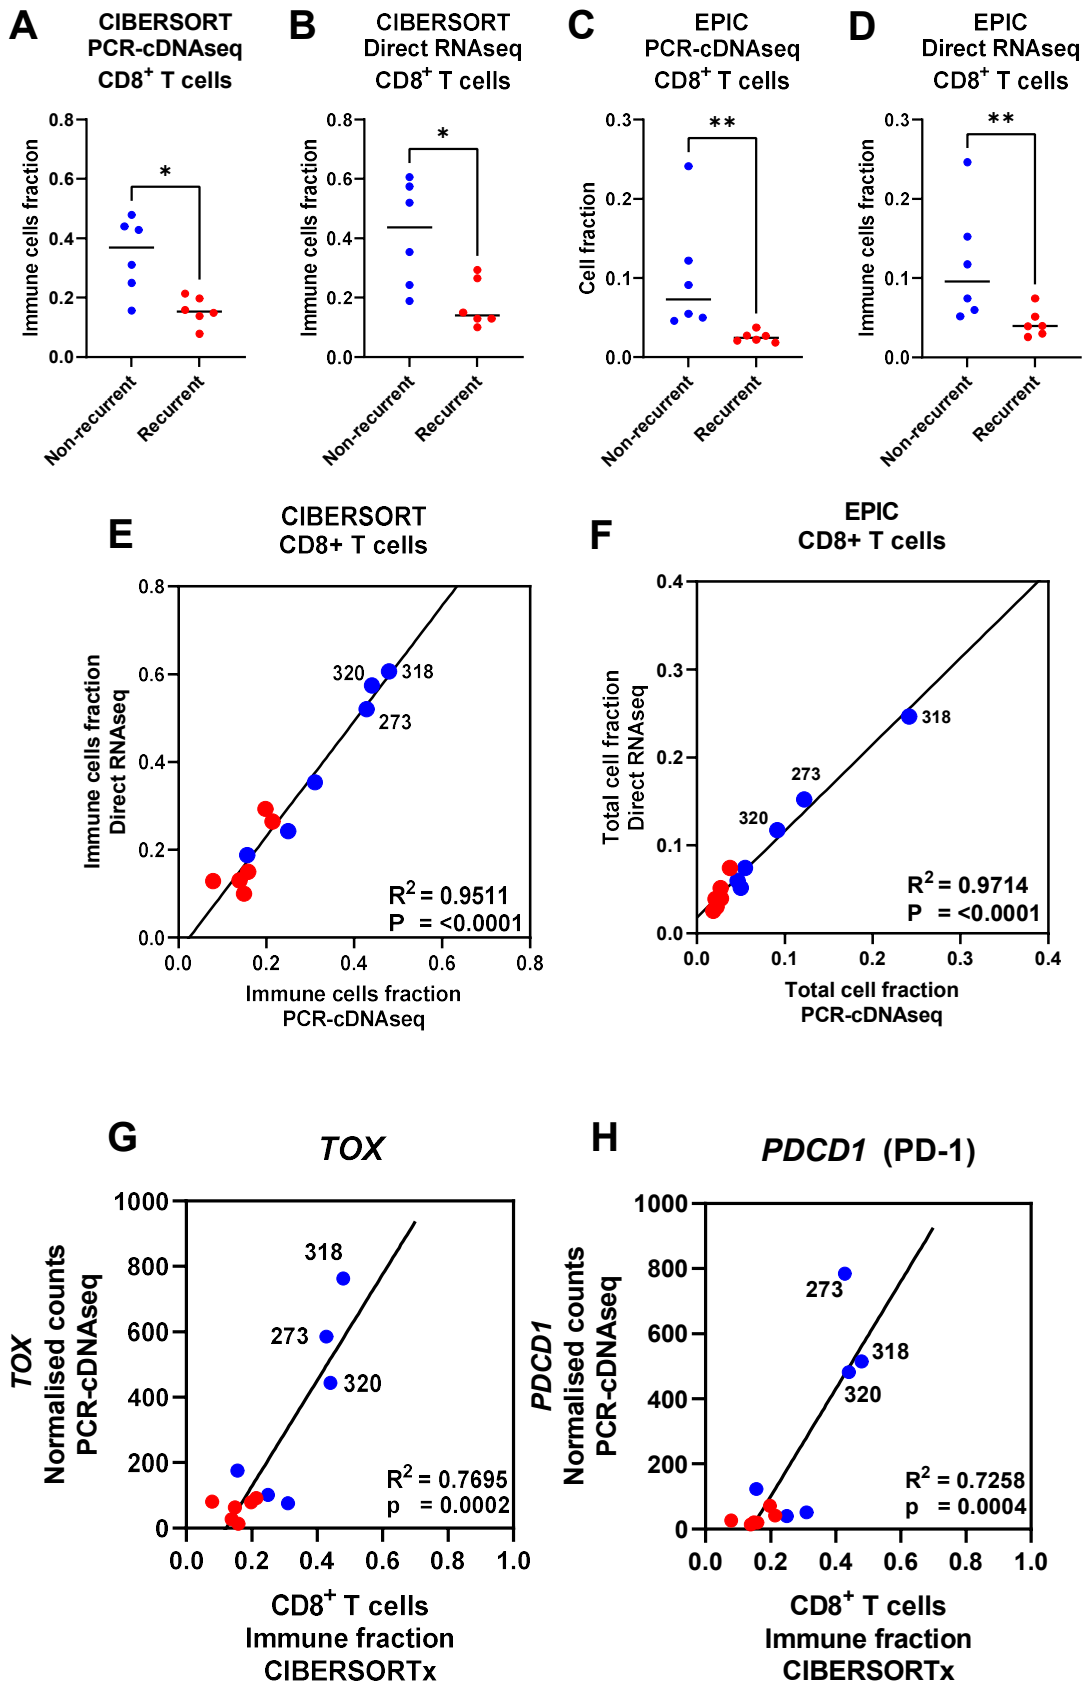 A
CIBERSORT
PCR-cDNAseq
CD8+ T cells
Immune cells fraction
0.8
0.6
0.4
0.2
0.0
*
Non-recurrent
Recurrent
B
CIBERSORT
Direct RNAseq
CD8+ T cells
Immune cells fraction
0.8
0.6
0.4
0.2
0.0
*
Non-recurrent
Recurrent
C
EPIC
PCR-cDNAseq
CD8+ T cells
Cell fraction
0.3
0.2
0.1
0.0
**
Non-recurrent
Recurrent
D
EPIC
Direct RNAseq
CD8+ T cells
Immune cells fraction
0.3
0.2
0.1
0.0
**
Non-recurrent
Recurrent
E
CIBERSORT
CD8+ T cells
Immune cells fraction
Direct RNAseq
0.8
0.6
0.4
0.2
0.0
320
318
273
R2 = 0.9511
P = <0.0001
0.0 0.2 0.4 0.6 0.8
Immune cells fraction
PCR-cDNAseq
F
EPIC
CD8+ T cells
Total cell fraction
Direct RNAseq
0.4
0.3
0.2
0.1
0.0
318
273
320
R2 = 0.9714
P = <0.0001
0.0 0.1 0.2 0.3 0.4
Total cell fraction
PCR-cDNAseq
G
TOX
TOX
Normalised counts
PCR-cDNAseq
1000
800
600
400
200
0
318
273
320
R2 = 0.7695
p = 0.0002
0.0 0.2 0.4 0.6 0.8 1.0
CD8+ T cells
Immune fraction
CIBERSORTx
H
PDCD1 (PD-1)
PDCD1
Normalised counts
PCR-cDNAseq
1000
800
600
400
200
0
273
318
320
R2 = 0.7258
p = 0.0004
0.0 0.2 0.4 0.6 0.8 1.0
CD8+ T cells
Immune fraction
CIBERSORTx